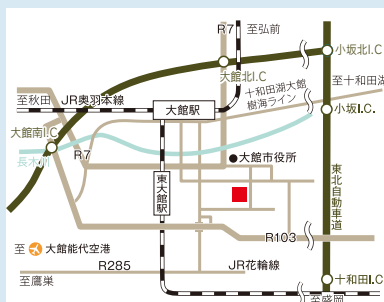 R7
至弘前
小坂北I.C
大館北I.C
至十和田湖
十和田湖大館
樹海ライン
至秋田
JR奥羽本線
大館駅
小坂I.C.
大館南I.C
R7
長木川
大館市役所
東大館駅
東北自動車道
R103
至
大館能代空港
R285
JR花輪線
至鷹巣
十和田I.C
至盛岡